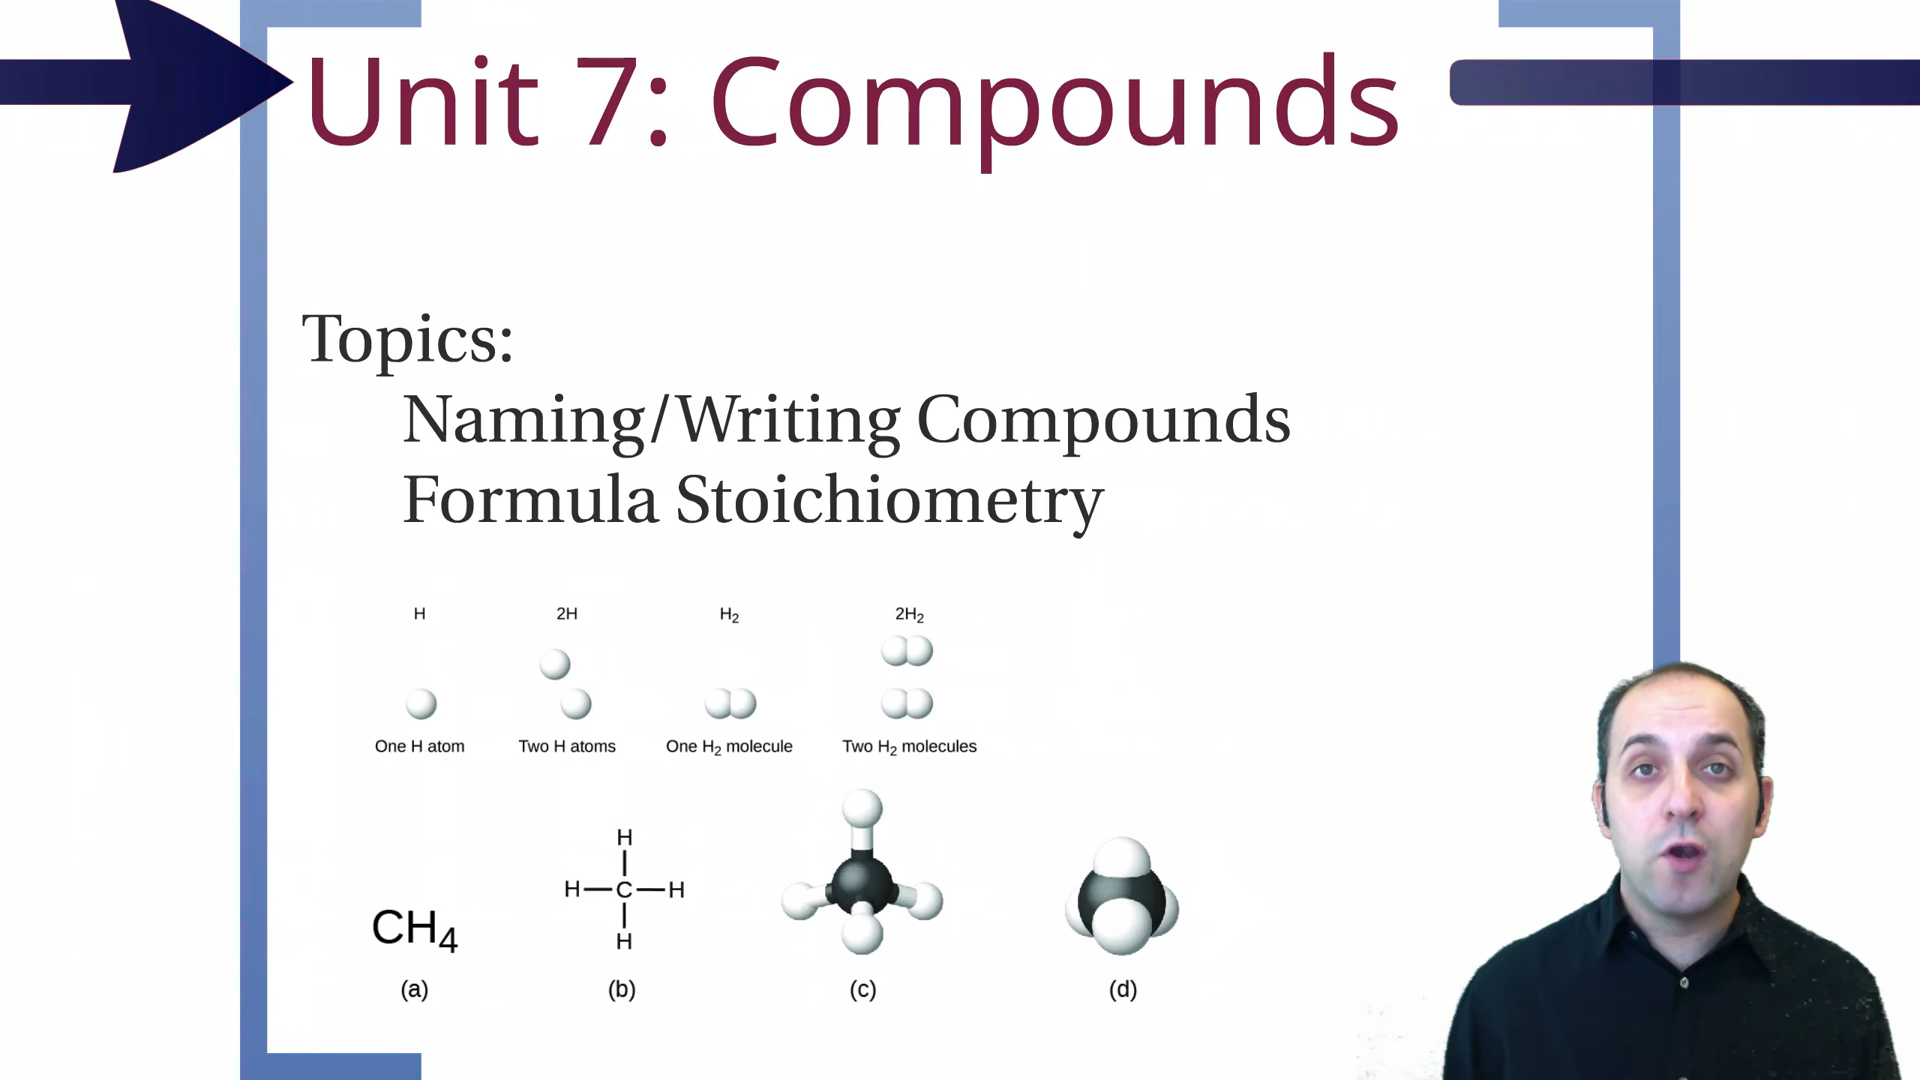 Unit 7: Compounds
Topics:
Naming/Writing Compounds
Formula Stoichiometry
H 2H H₂ 2H₂
One H atom Two H atoms One H₂ molecule Two H₂ molecules
H
H C H
H
CH₄
(a) (b) (c) (d)